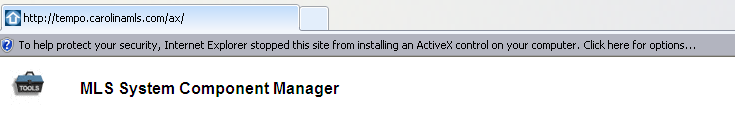 http://tempo.carolinamls.com/ax/
To help protect your security, Internet Explorer stopped this site from installing an ActiveX control on your computer. Click here for options...
TOOLS
MLS System Component Manager